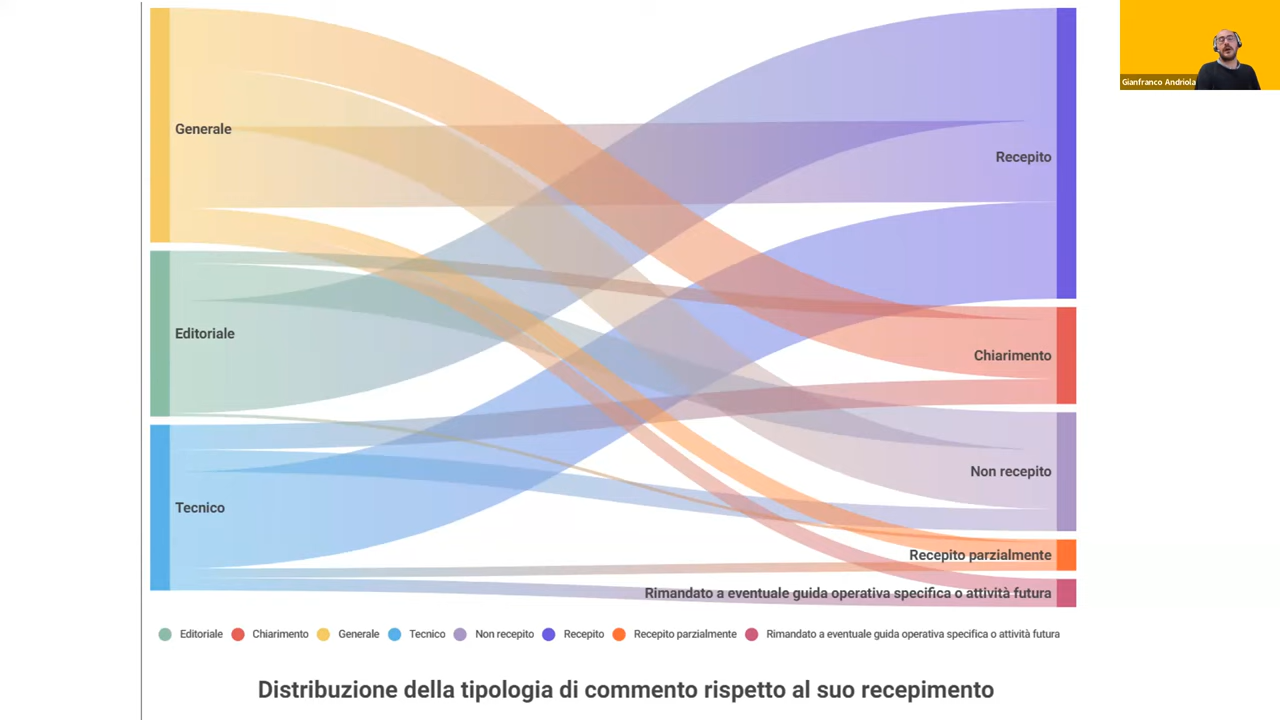 Generale
Editoriale
Tecnico
Recepito
Chiarimento
Non recepito
Recepito parzialmente
Rimandato a eventuale guida operativa specifica o attività futura
Editoriale Chiarimento Generale Tecnico Non recepito Recepito Recepito parzialmente Rimandato a eventuale guida operativa specifica o attività futura
Distribuzione della tipologia di commento rispetto al suo recepimento
Gianfranco Andriola